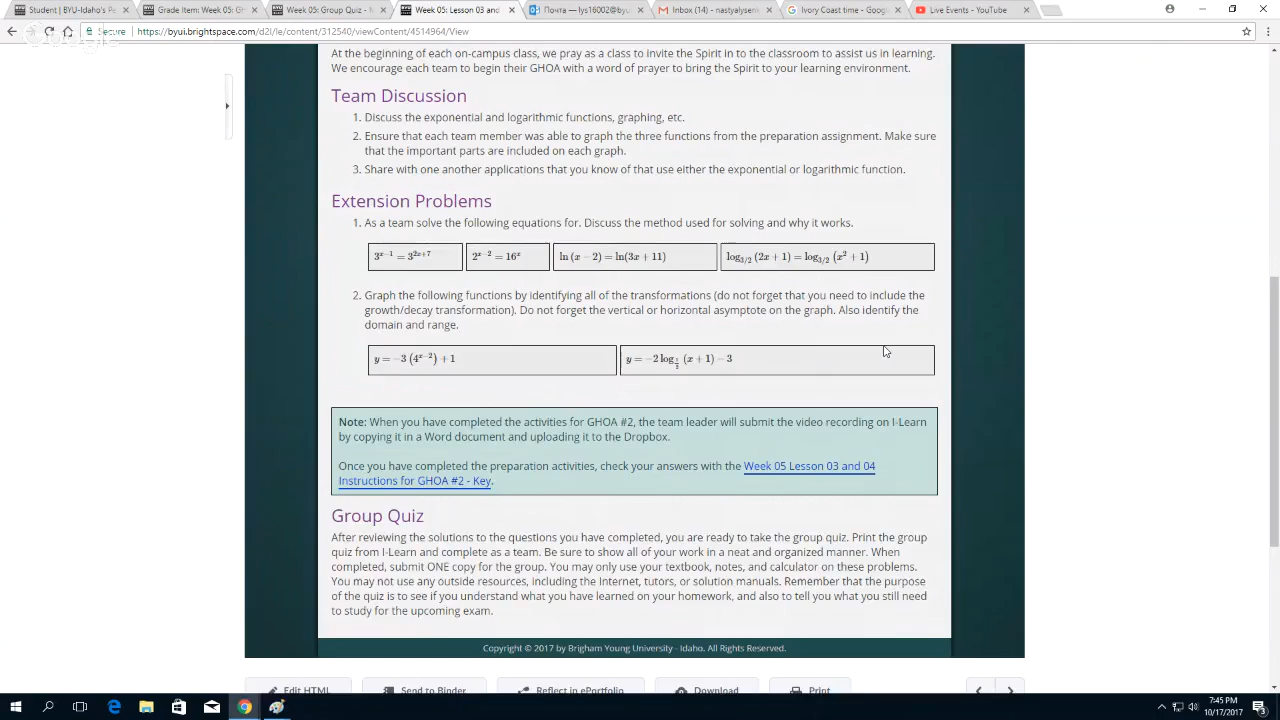 Student | BYU-Idaho's Pe
Grade Item: Week 05: Gh
Week 05: Group Quiz - M
Week 05: Lesson 03 and
Почта — lys16002@byui
Inbox (14) - nastaryiseni
Ivory Coast time - Goog
Live Events - YouTube
Secure
https://byui.brightspace.com/d2l/le/content/312540/viewContent/4514964/View
At the beginning of each on-campus class, we pray as a class to invite the Spirit in to the classroom to assist us in learning.
We encourage each team to begin their GHOA with a word of prayer to bring the Spirit to your learning environment.
Team Discussion
1. Discuss the exponential and logarithmic functions, graphing, etc.
2. Ensure that each team member was able to graph the three functions from the preparation assignment. Make sure
that the important parts are included on each graph.
3. Share with one another applications that you know of that use either the exponential or logarithmic function.
Extension Problems
1. As a team solve the following equations for. Discuss the method used for solving and why it works.
3^{x−1} = 3^{2x+7} 2^{x−2} = 16^x ln (x − 2) = ln(3x + 11) log_{3/2} (2x + 1) = log_{3/2} (x² + 1)
2. Graph the following functions by identifying all of the transformations (do not forget that you need to include the
growth/decay transformation). Do not forget the vertical or horizontal asymptote on the graph. Also identify the
domain and range.
y = −3 (4^{x−2}) + 1 y = −2 log_{1/2} (x + 1) − 3
Note: When you have completed the activities for GHOA #2, the team leader will submit the video recording on I-Learn
by copying it in a Word document and uploading it to the Dropbox.
Once you have completed the preparation activities, check your answers with the Week 05 Lesson 03 and 04
Instructions for GHOA #2 - Key.
Group Quiz
After reviewing the solutions to the questions you have completed, you are ready to take the group quiz. Print the group
quiz from I-Learn and complete as a team. Be sure to show all of your work in a neat and organized manner. When
completed, submit ONE copy for the group. You may only use your textbook, notes, and calculator on these problems.
You may not use any outside resources, including the Internet, tutors, or solution manuals. Remember that the purpose
of the quiz is to see if you understand what you have learned on your homework, and also to tell you what you still need
to study for the upcoming exam.
Copyright © 2017 by Brigham Young University - Idaho. All Rights Reserved.
Edit HTML Send to Binder Reflect in ePortfolio Download Print
7:45 PM
10/17/2017